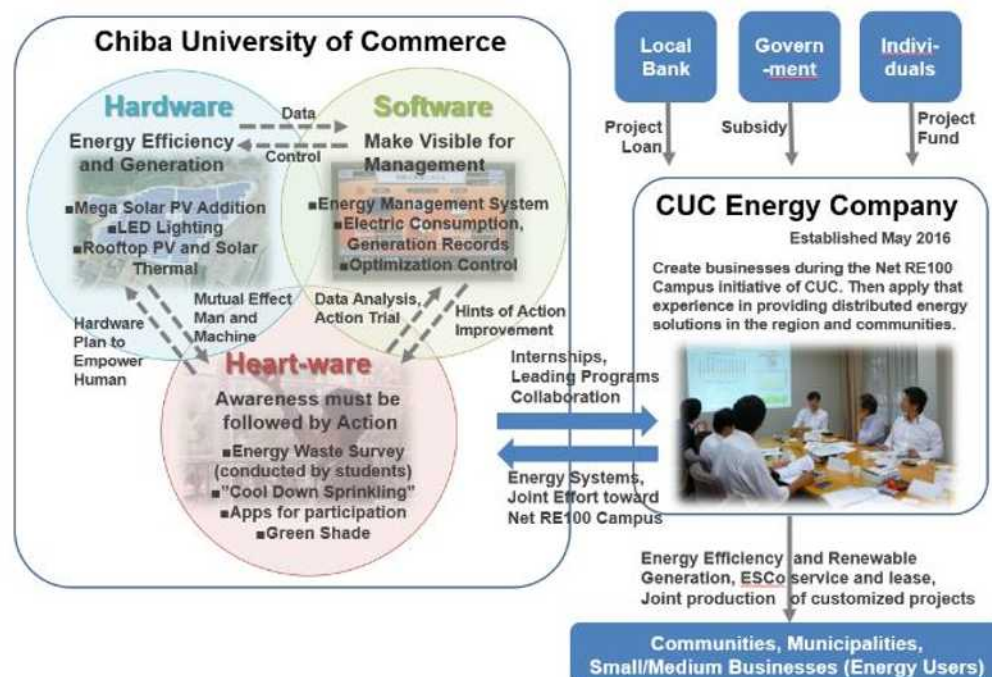 Chiba University of Commerce
Hardware
Energy Efficiency
and Generation
■Mega Solar PV Addition
■LED Lighting
■Rooftop PV and Solar
Thermal
Data
Control
Software
Make Visible for
Management
■Energy Management System
■Electric Consumption,
Generation Records
■Optimization Control
Hardware
Plan to
Empower
Human
Mutual Effect
Man and
Machine
Data Analysis,
Action Trial
Hints of Action
Improvement
Heart-ware
Awareness must be
followed by Action
■Energy Waste Survey
(conducted by students)
■"Cool Down Sprinkling"
■Apps for participation
■Green Shade
Internships,
Leading Programs
Collaboration
Energy Systems,
Joint Effort toward
Net RE100 Campus
Local
Bank
Govern
-ment
Indivi-
duals
Project
Loan
Subsidy
Project
Fund
CUC Energy Company
Established May 2016
Create businesses during the Net RE100
Campus initiative of CUC. Then apply that
experience in providing distributed energy
solutions in the region and communities.
Energy Efficiency and Renewable
Generation, ESCo service and lease,
Joint production of customized projects
Communities, Municipalities,
Small/Medium Businesses (Energy Users)